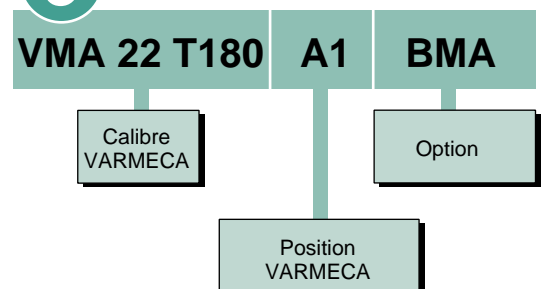 VMA 22 T180 A1 BMA
Calibre
VARMECA
Option
Position
VARMECA